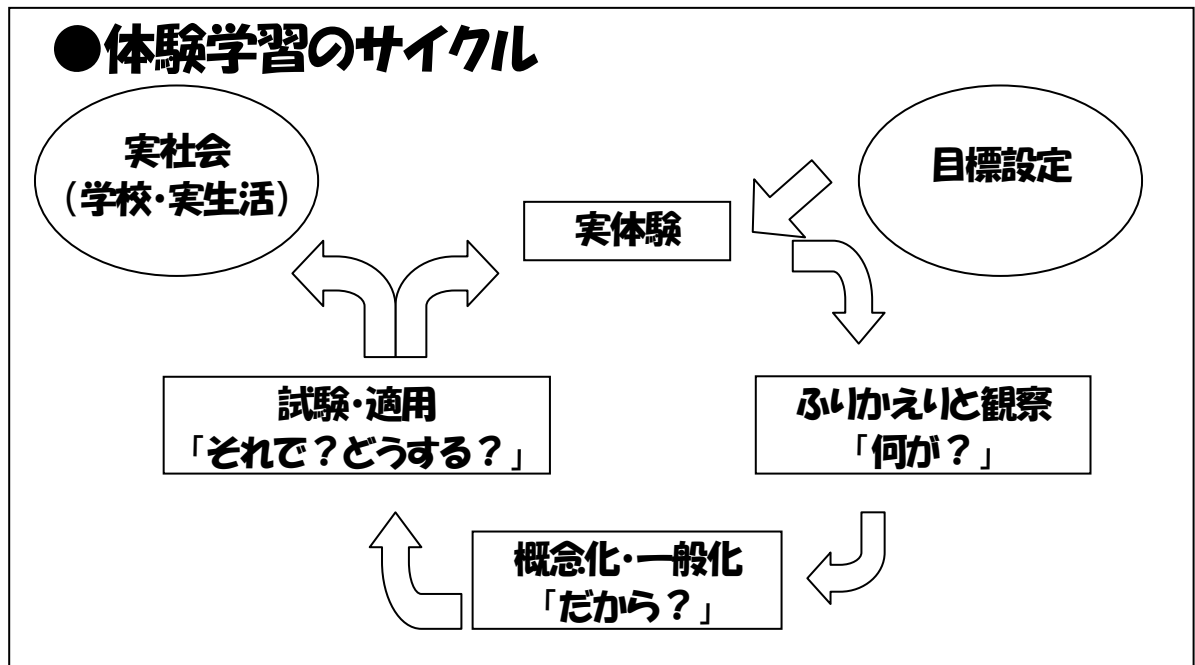 ●体験学習のサイクル
実社会
（学校・実生活）
目標設定
実体験
試験・適用
「それで？どうする？」
ふりかえりと観察
「何が？」
概念化・一般化
「だから？」